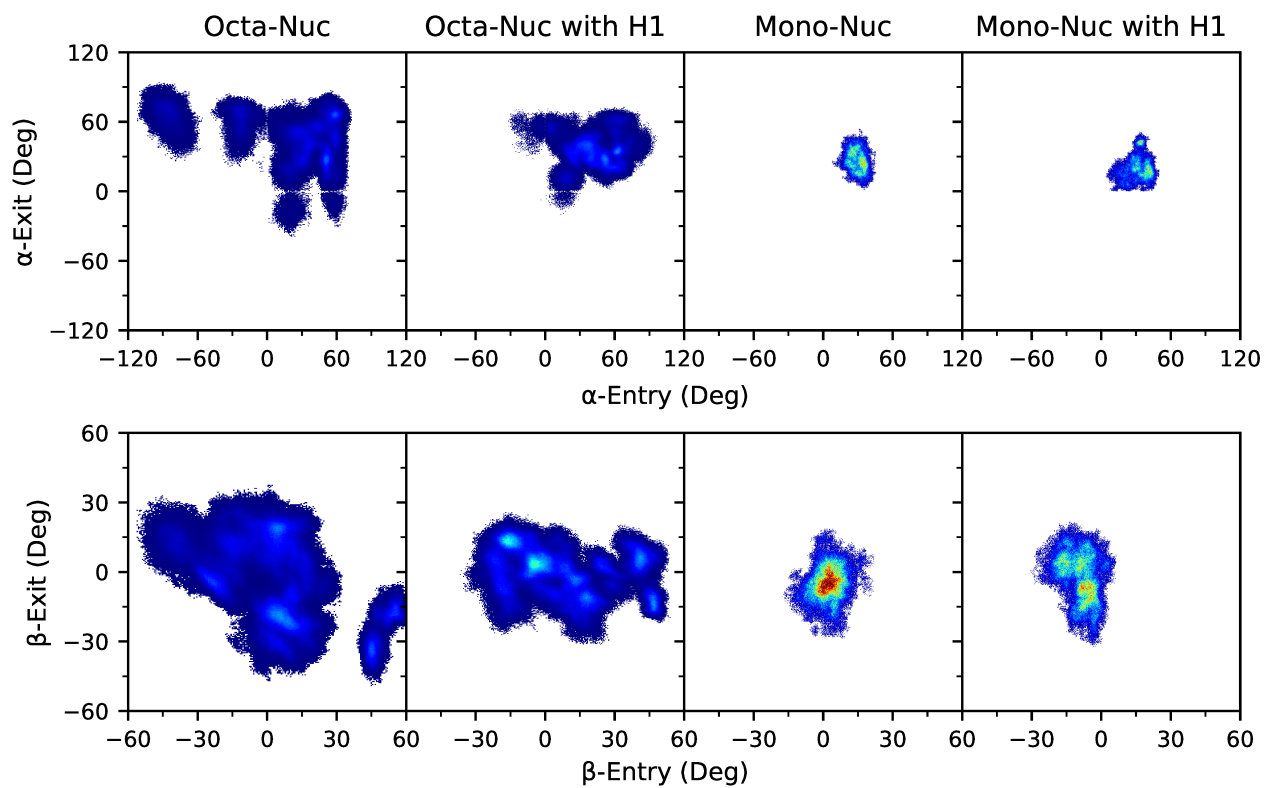 Octa-Nuc Octa-Nuc with H1 Mono-Nuc Mono-Nuc with H1
120
60
0
−60
−120
α-Exit (Deg)
−120 −60 0 60 120 −60 0 60 120 −60 0 60 120 −60 0 60 120
α-Entry (Deg)
60
30
0
−30
−60
β-Exit (Deg)
−60 −30 0 30 60 −30 0 30 60 −30 0 30 60 −30 0 30 60
β-Entry (Deg)